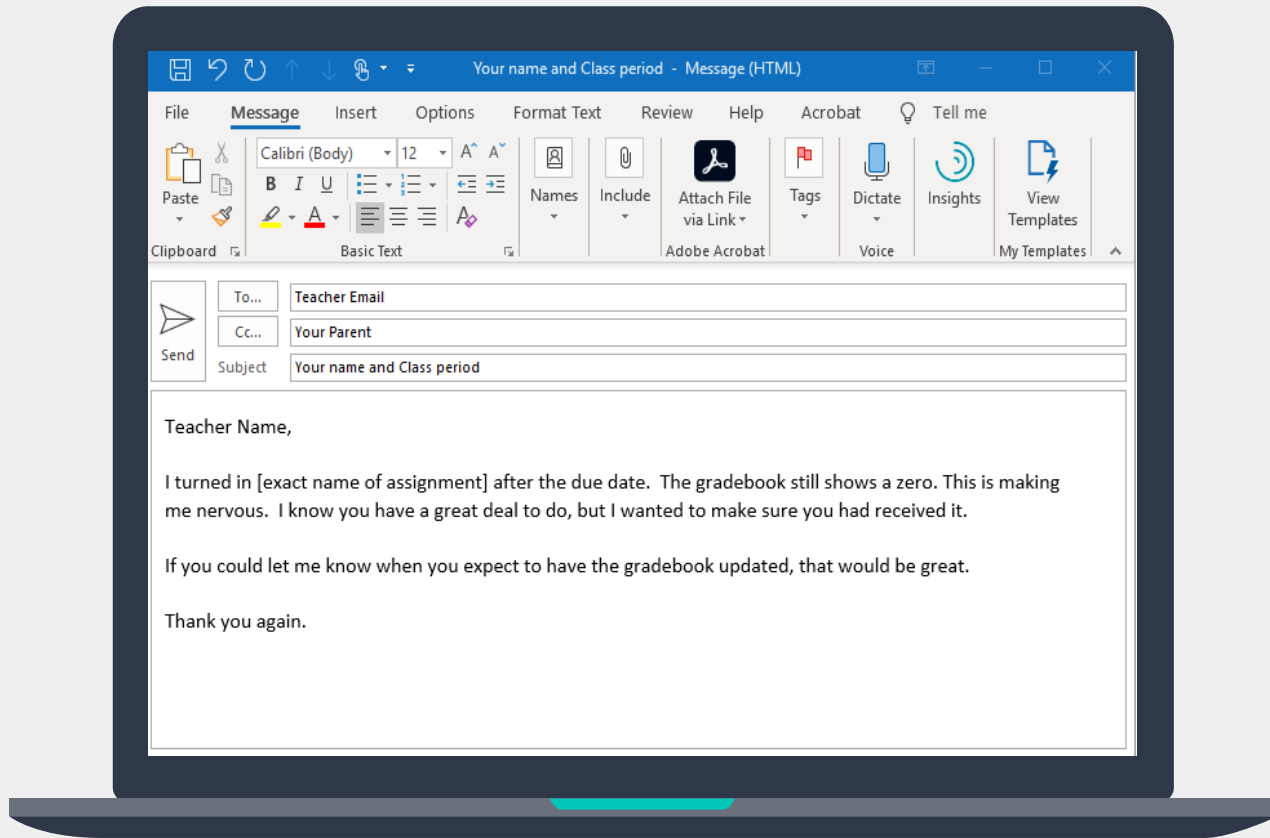 Your name and Class period - Message (HTML)
File Message Insert Options Format Text Review Help Acrobat Tell me
Calibri (Body) 12 A A
B I U
A A
Paste
Names
Include
Attach File
via Link
Tags
Dictate
Insights
View
Templates
Clipboard
Basic Text
Adobe Acrobat
Voice
My Templates
Send
To... Teacher Email
Cc... Your Parent
Subject Your name and Class period
Teacher Name,
I turned in [exact name of assignment] after the due date.  The gradebook still shows a zero. This is making
me nervous.  I know you have a great deal to do, but I wanted to make sure you had received it.
If you could let me know when you expect to have the gradebook updated, that would be great.
Thank you again.